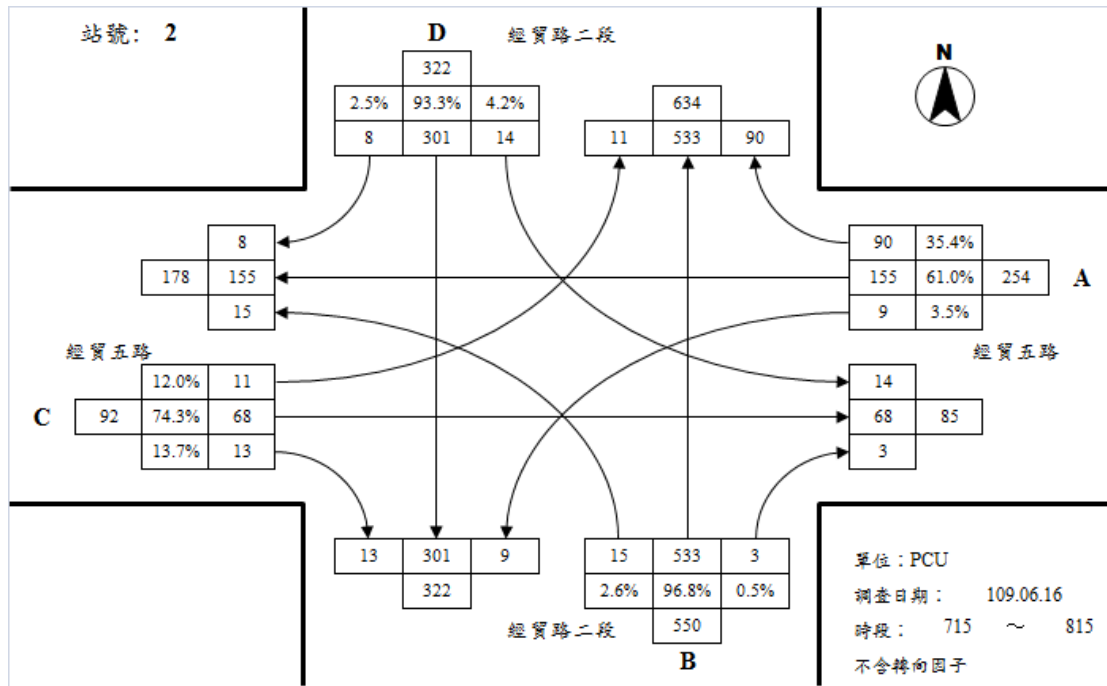 站號: 2
D
經貿路二段
N
322
2.5% 93.3% 4.2%
8 301 14
634
11 533 90
8
178 155
15
90 35.4%
155 61.0% 254
9 3.5%
A
經貿五路
經貿五路
12.0% 11
C 92 74.3% 68
13.7% 13
14
68 85
3
13 301 9
322
15 533 3
2.6% 96.8% 0.5%
550
經貿路二段
B
單位：PCU
調查日期： 109.06.16
時段： 715 ～ 815
不含轉向因子